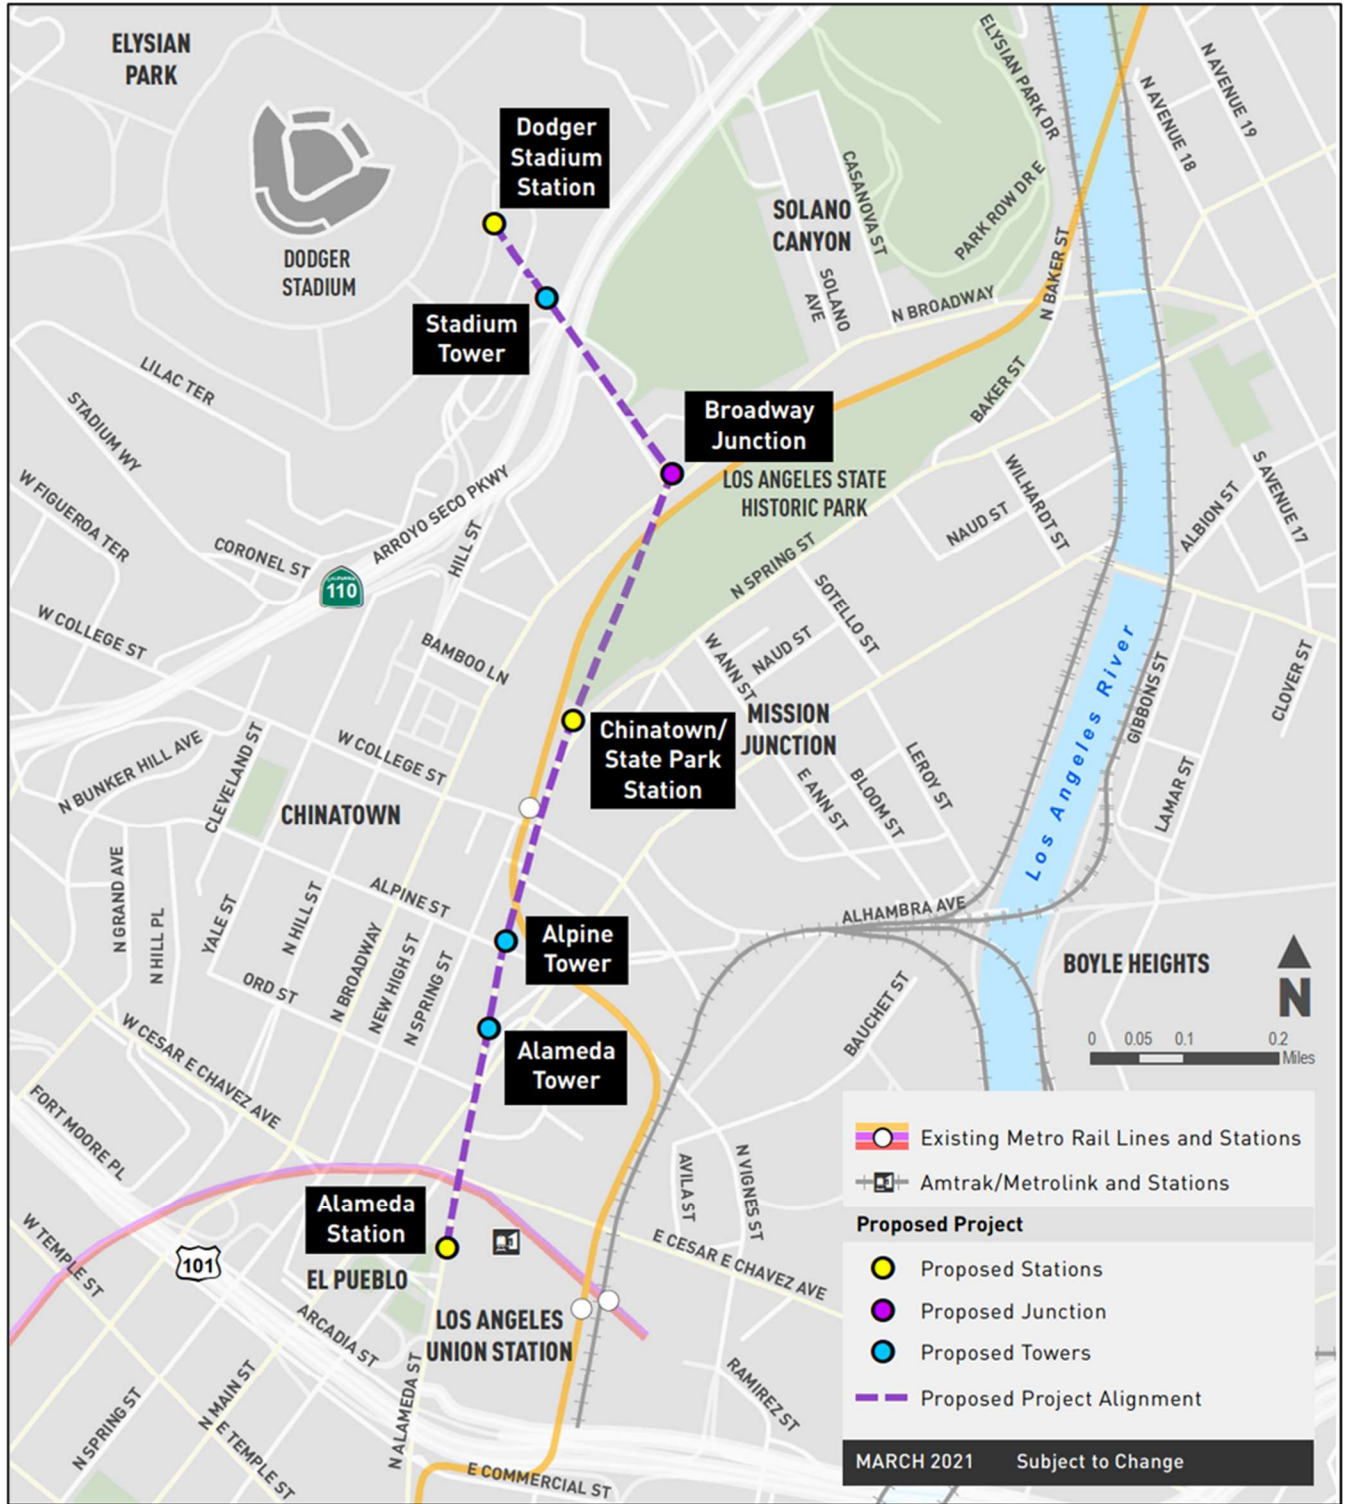 ELYSIAN
PARK
Dodger
Stadium
Station
DODGER
STADIUM
Stadium
Tower
ELYSIAN PARK DR
N AVENUE 19
N AVENUE 18
CASANOVA ST
PARK ROW DR E
SOLANO
CANYON
SOLANO
AVE
N BROADWAY
N BAKER ST
BAKER ST
LILAC TER
STADIUM WY
W FIGUEROA TER
Broadway
Junction
LOS ANGELES STATE
HISTORIC PARK
WILHARDT ST
NAUD ST
ALBION ST
S AVENUE 17
ARROYO SECO PKWY
HILL ST
CORONEL ST
CALIFORNIA
110
W COLLEGE ST
BAMBOO LN
N SPRING ST
SOTELLO ST
NAUD ST
W ANN ST
MISSION
JUNCTION
Los Angeles River
GIBBONS ST
CLOVER ST
Chinatown/
State Park
Station
W COLLEGE ST
N BUNKER HILL AVE
CLEVELAND ST
CHINATOWN
E ANN ST
BLOOM ST
LEROY ST
LAMAR ST
N GRAND AVE
N HILL PL
YALE ST
N HILL ST
ALPINE ST
ORD ST
N BROADWAY
NEW HIGH ST
N SPRING ST
Alpine
Tower
ALHAMBRA AVE
BOYLE HEIGHTS
N
BAUCHET ST
0 0.05 0.1 0.2
Miles
Alameda
Tower
W CESAR E CHAVEZ AVE
FORT MOORE PL
W TEMPLE ST
101
Alameda
Station
EL PUEBLO
AVILA ST
N VIGNES ST
E CESAR E CHAVEZ AVE
ARCADIA ST
LOS ANGELES
UNION STATION
N SPRING ST
N MAIN ST
E TEMPLE ST
N ALAMEDA ST
RAMIREZ ST
E COMMERCIAL ST
Existing Metro Rail Lines and Stations
Amtrak/Metrolink and Stations
Proposed Project
Proposed Stations
Proposed Junction
Proposed Towers
Proposed Project Alignment
MARCH 2021 Subject to Change